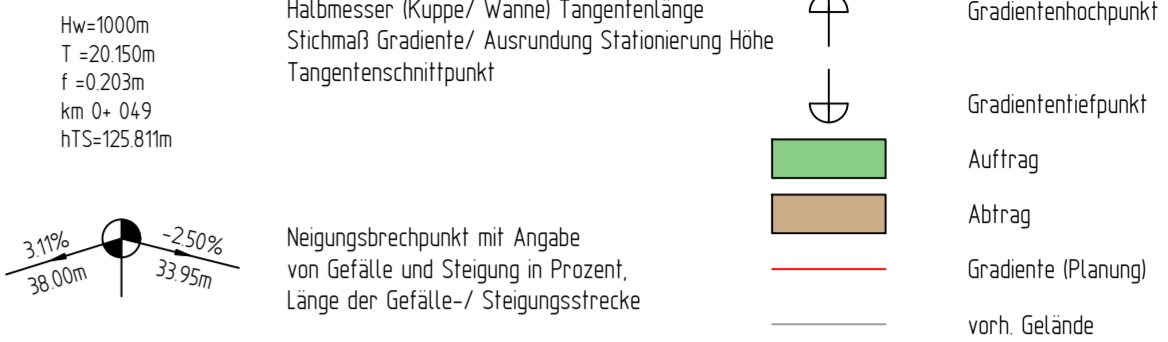 Hw=1000m
T =20.150m
f =0.203m
km 0+ 049
hTS=125.811m
Halbmesser (Kuppe/ Wanne) Tangentenlänge
Stichmaß Gradiente/ Ausrundung Stationierung Höhe
Tangentenschnittpunkt
3.11%
38.00m
-2.50%
33.95m
Neigungsbrechpunkt mit Angabe
von Gefälle und Steigung in Prozent,
Länge der Gefälle-/ Steigungsstrecke
Gradientenhochpunkt
Gradiententiefpunkt
Auftrag
Abtrag
Gradiente (Planung)
vorh. Gelände